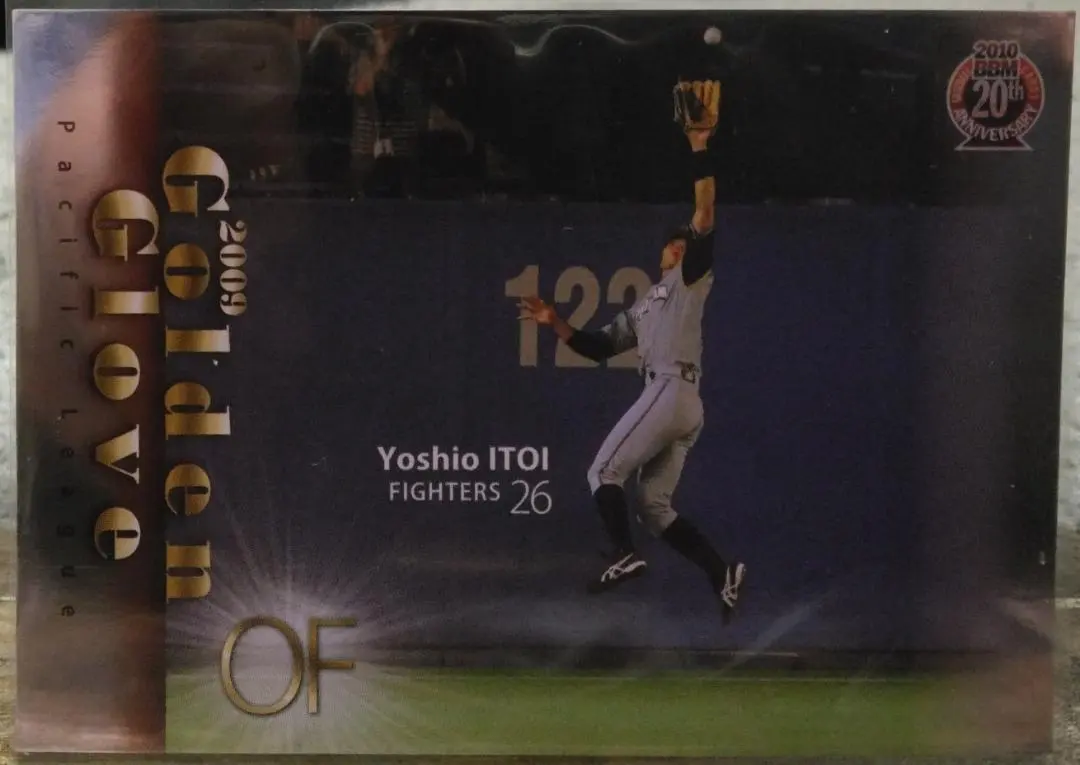 Pacific League
2009
Golden
Glove
122
Yoshio ITOI
FIGHTERS 26
OF
2010
BBM
20th
ANNIVERSARY